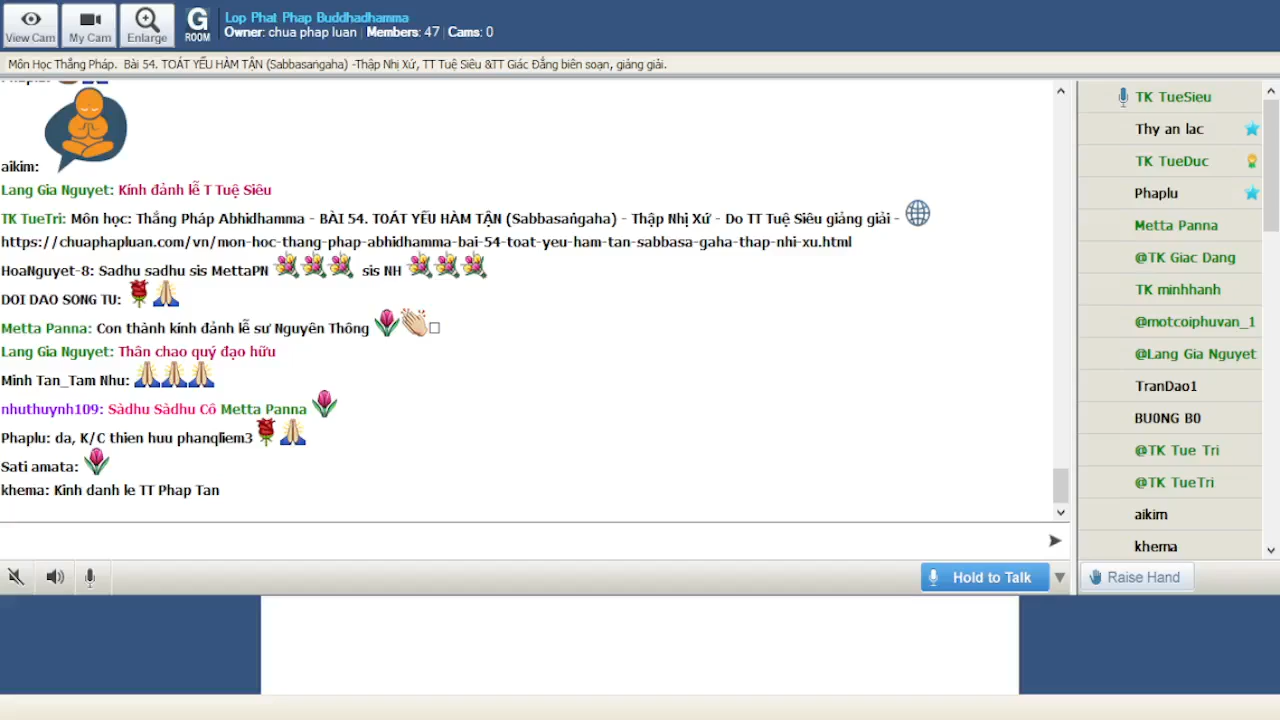 View Cam
My Cam
Enlarge
G
ROOM
Lop Phat Phap Buddhadhamma
Owner: chua phap luan | Members: 47 | Cams: 0
Môn Học Thắng Pháp. Bài 54. TOÁT YẾU HÀM TẬN (Sabbasaṅgaha) -Thập Nhị Xứ, TT Tuệ Siêu &TT Giác Đẳng biên soạn, giảng giải.
aikim:
Lang Gia Nguyet: Kính đảnh lễ T Tuệ Siêu
TK TueTri: Môn học: Thắng Pháp Abhidhamma - BÀI 54. TOÁT YẾU HÀM TẬN (Sabbasaṅgaha) - Thập Nhị Xứ - Do TT Tuệ Siêu giảng giải -
https://chuaphapluan.com/vn/mon-hoc-thang-phap-abhidhamma-bai-54-toat-yeu-ham-tan-sabbasa-gaha-thap-nhi-xu.html
HoaNguyet-8: Sadhu sadhu sis MettaPN sis NH
DOI DAO SONG TU:
Metta Panna: Con thành kính đảnh lễ sư Nguyên Thông
Lang Gia Nguyet: Thân chao quý đạo hữu
Minh Tan_Tam Nhu:
nhuthuynh109: Sàdhu Sàdhu Cô Metta Panna
Phaplu: da, K/C thien huu phanqliem3
Sati amata:
khema: Kinh danh le TT Phap Tan
Hold to Talk
TK TueSieu
Thy an lac
TK TueDuc
Phaplu
Metta Panna
@TK Giac Dang
TK minhhanh
@motcoiphuvan_1
@Lang Gia Nguyet
TranDao1
BU0NG B0
@TK Tue Tri
@TK TueTri
aikim
khema
Raise Hand